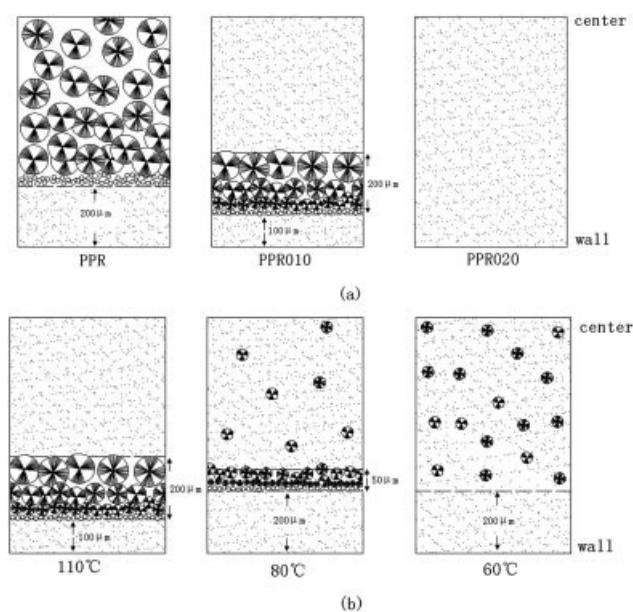 center
200μm
200μm
100μm
wall
PPR
PPR010
PPR020
(a)
center
200μm
50μm
100μm
200μm
200μm
wall
110℃
80℃
60℃
(b)